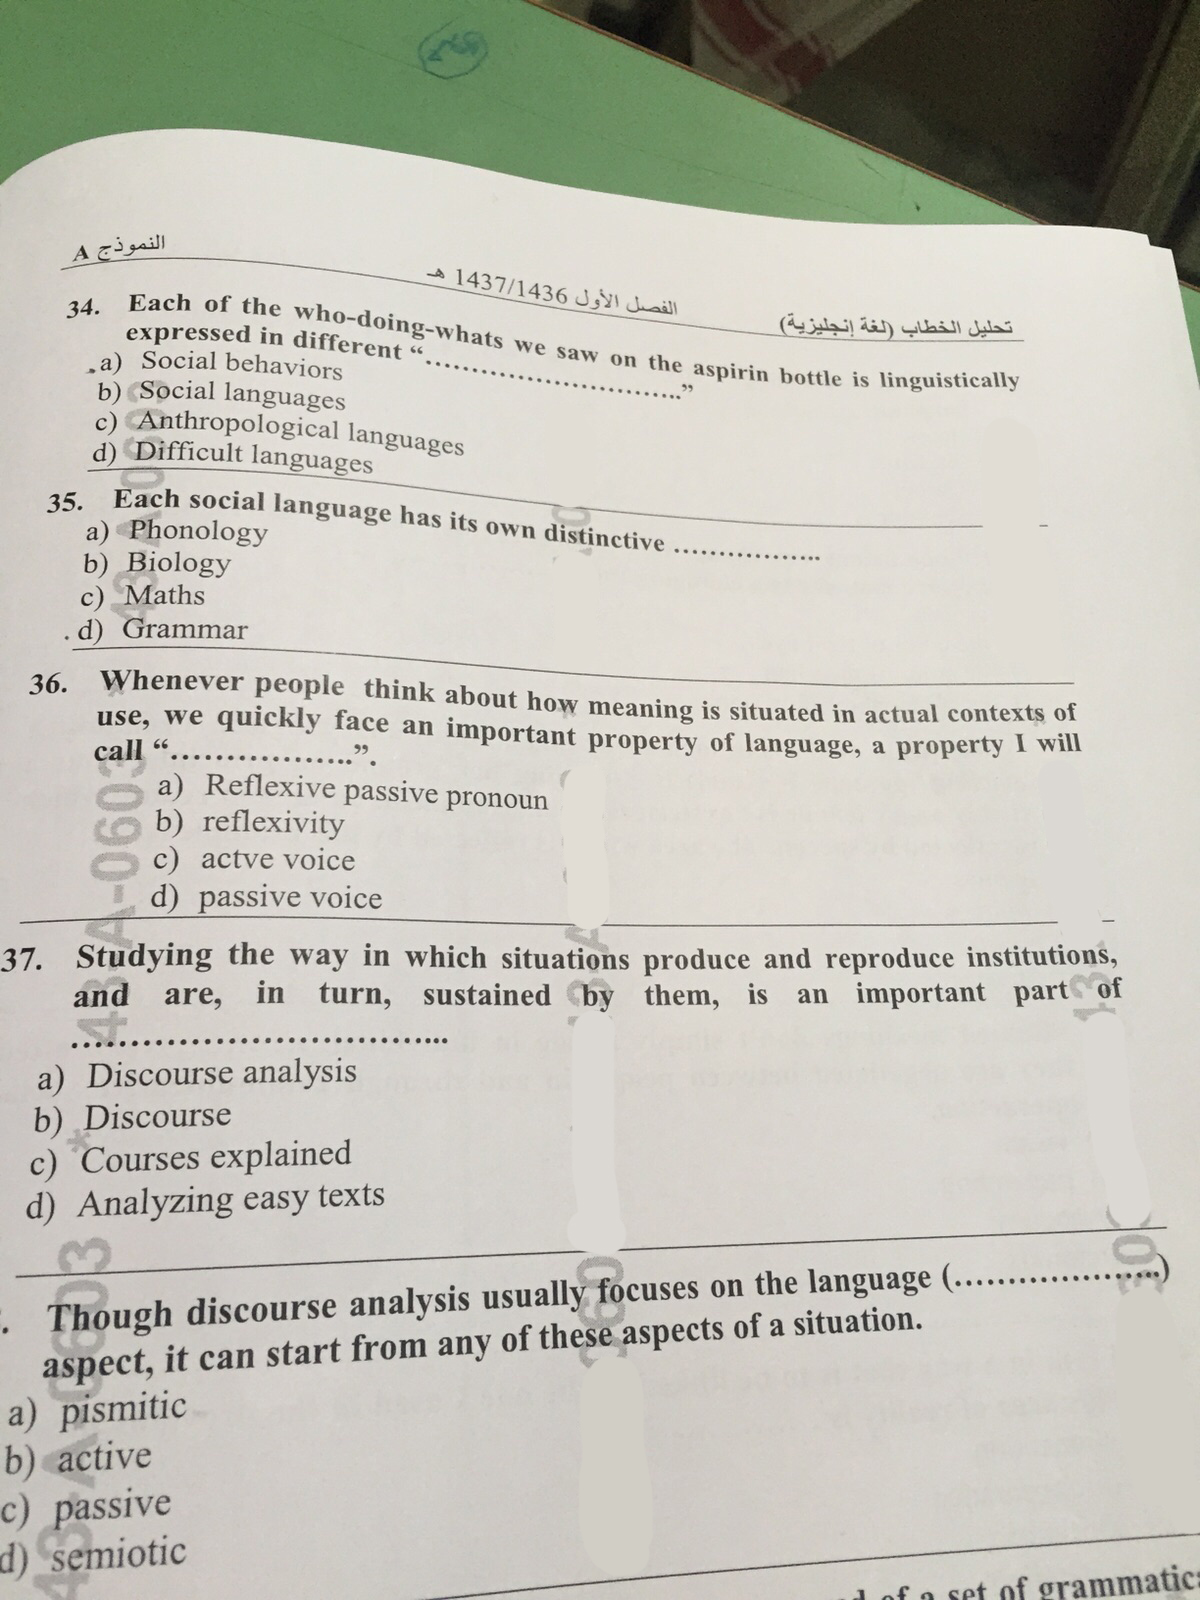 النموذج A
الفصل الأول 1437/1436 هـ
تحليل الخطاب (لغة إنجليزية)
34. Each of the who-doing-whats we saw on the aspirin bottle is linguistically
expressed in different “..............................”
a) Social behaviors
b) Social languages
c) Anthropological languages
d) Difficult languages
35. Each social language has its own distinctive .................
a) Phonology
b) Biology
c) Maths
d) Grammar
36. Whenever people think about how meaning is situated in actual contexts of
use, we quickly face an important property of language, a property I will
call “..................”.
a) Reflexive passive pronoun
b) reflexivity
c) actve voice
d) passive voice
37. Studying the way in which situations produce and reproduce institutions,
and are, in turn, sustained by them, is an important part of
.................................
a) Discourse analysis
b) Discourse
c) Courses explained
d) Analyzing easy texts
Though discourse analysis usually focuses on the language (....................)
aspect, it can start from any of these aspects of a situation.
a) pismitic
b) active
c) passive
d) semiotic
of a set of
43-A-0603 * 43-A-0603 * 43-A-0603